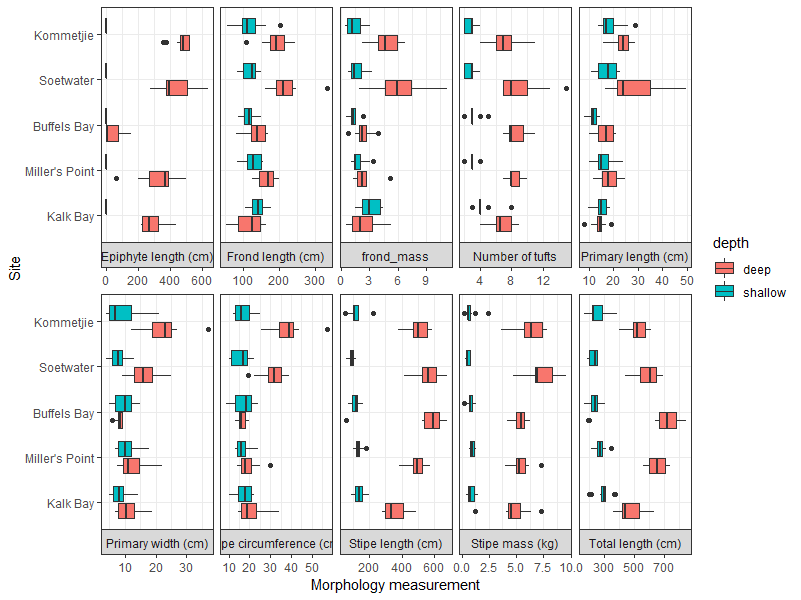 Kommetjie
Soetwater
Buffels Bay
Miller's Point
Kalk Bay
Epiphyte length (cm)
Frond length (cm)
frond_mass
Number of tufts
Primary length (cm)
0 200 400 600
100 200 300
0 3 6 9
4 8 12
10 20 30 40 50
Site
depth
deep
shallow
Kommetjie
Soetwater
Buffels Bay
Miller's Point
Kalk Bay
Primary width (cm)
pe circumference (cr
Stipe length (cm)
Stipe mass (kg)
Total length (cm)
10 20 30
10 20 30 40 50
200 400 600
0.0 2.5 5.0 7.5 10.0
300 500 700
Morphology measurement